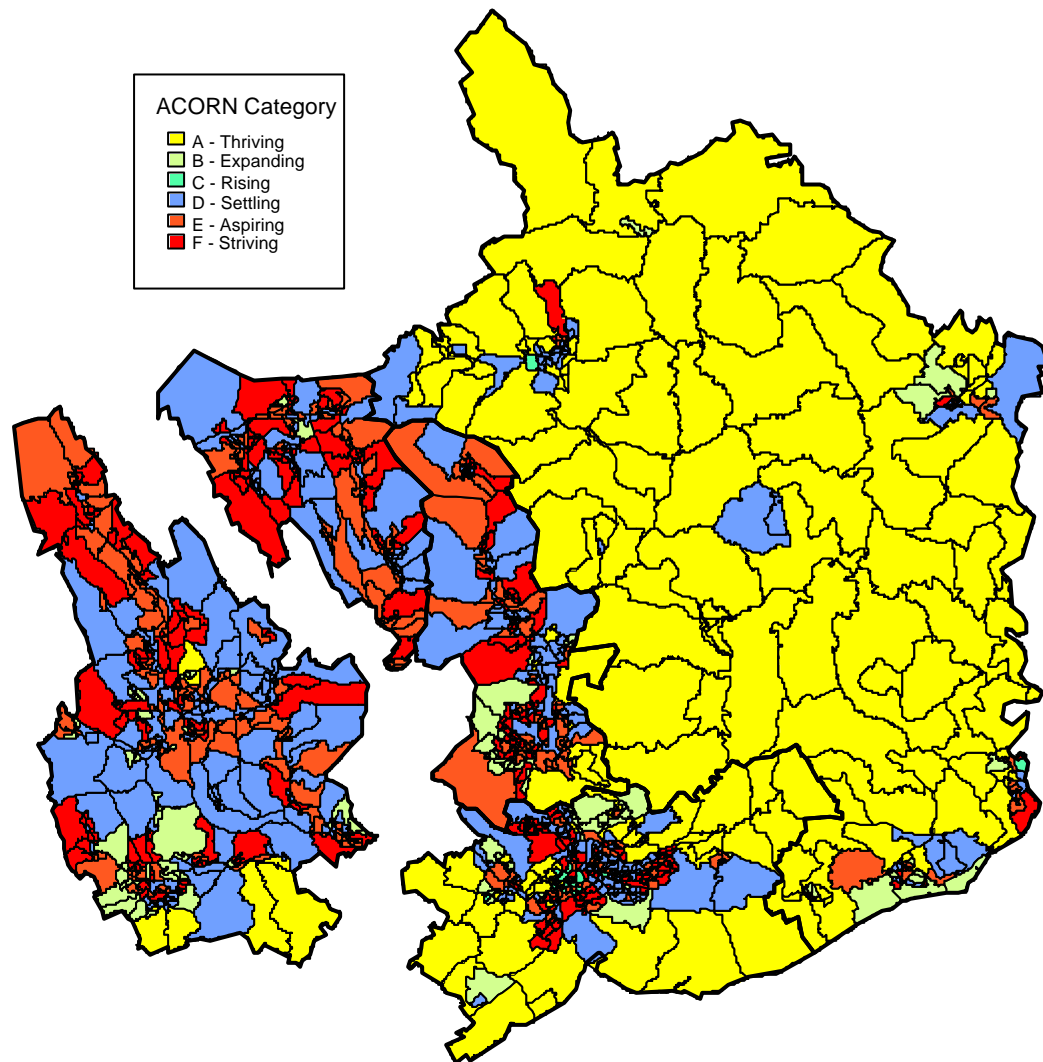 ACORN Category
A - Thriving
B - Expanding
C - Rising
D - Settling
E - Aspiring
F - Striving